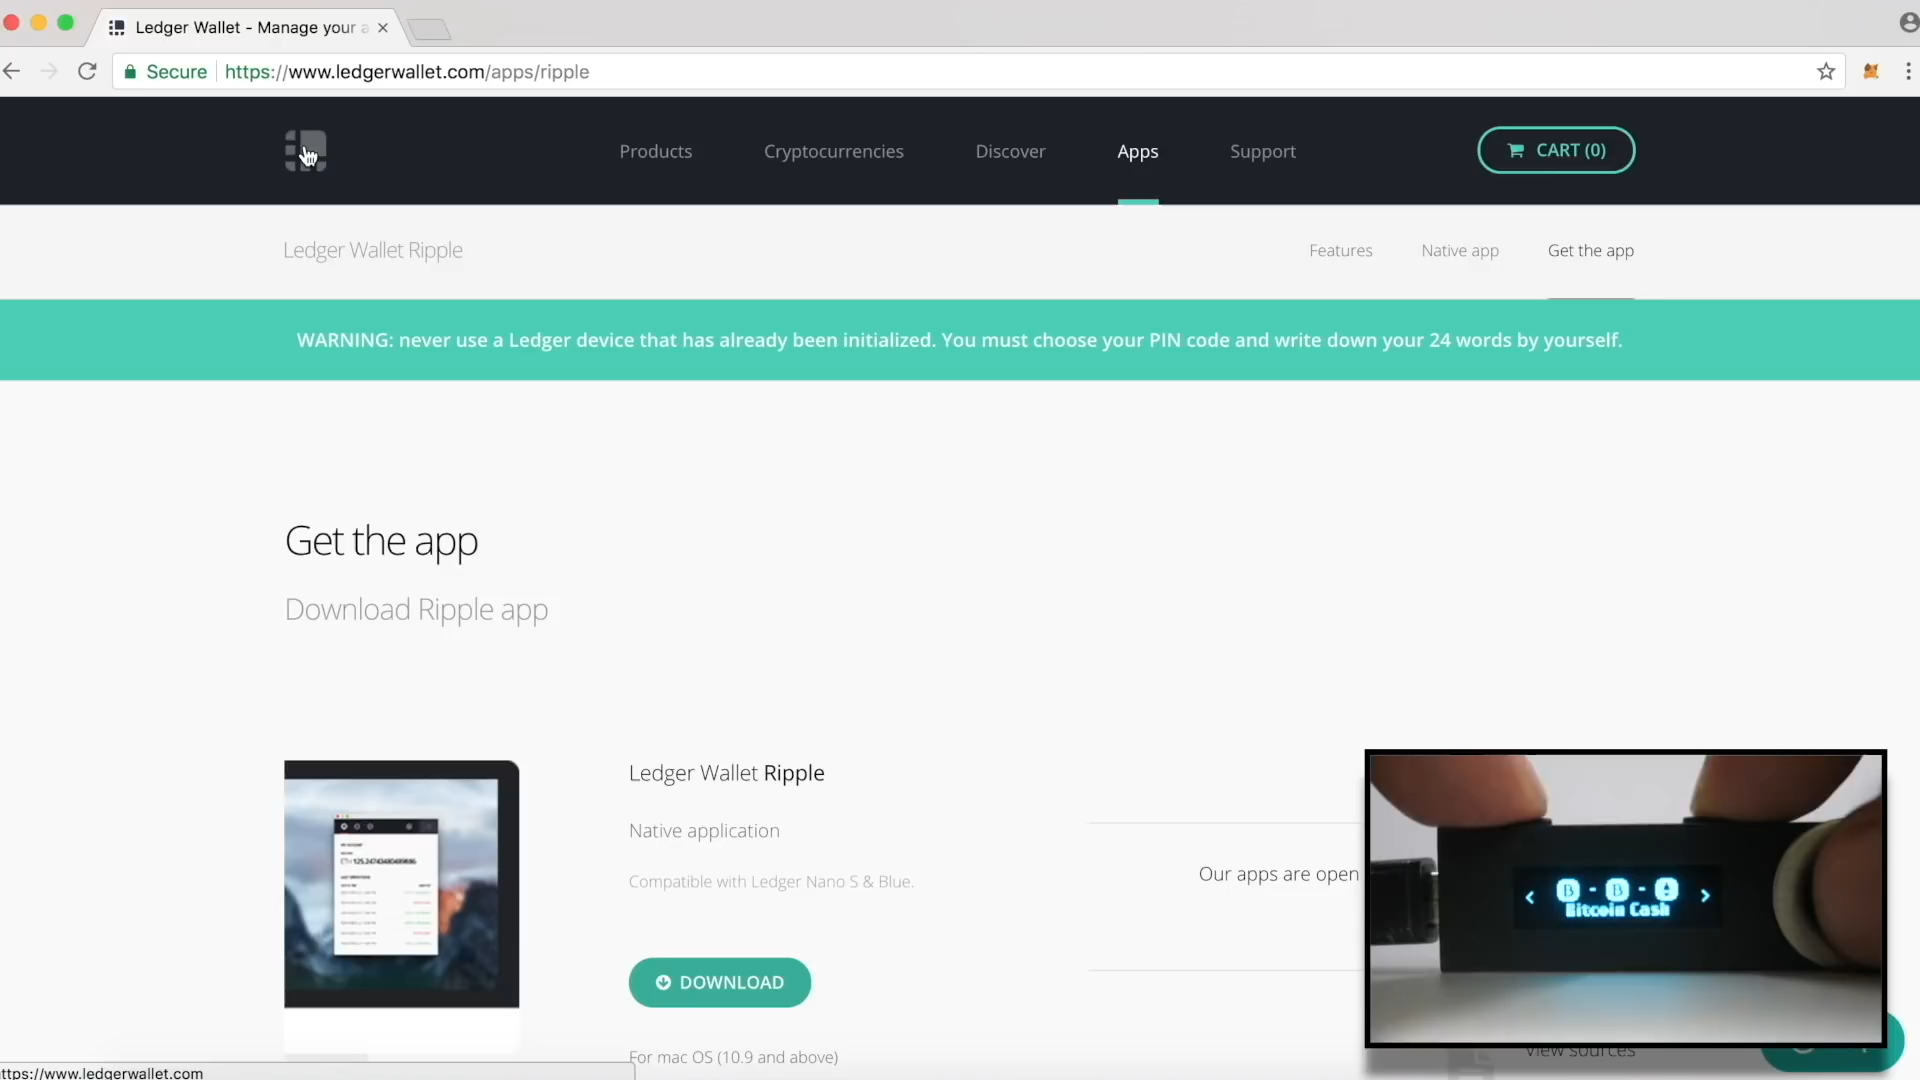 Ledger Wallet - Manage your a
Secure
https://www.ledgerwallet.com/apps/ripple
Products
Cryptocurrencies
Discover
Apps
Support
CART (0)
Ledger Wallet Ripple
Features
Native app
Get the app
WARNING: never use a Ledger device that has already been initialized. You must choose your PIN code and write down your 24 words by yourself.
Get the app
Download Ripple app
Ledger Wallet Ripple
Native application
Compatible with Ledger Nano S & Blue.
Our apps are open
DOWNLOAD
For mac OS (10.9 and above)
Bitcoin Cash
View sources
ttps://www.ledgerwallet.com